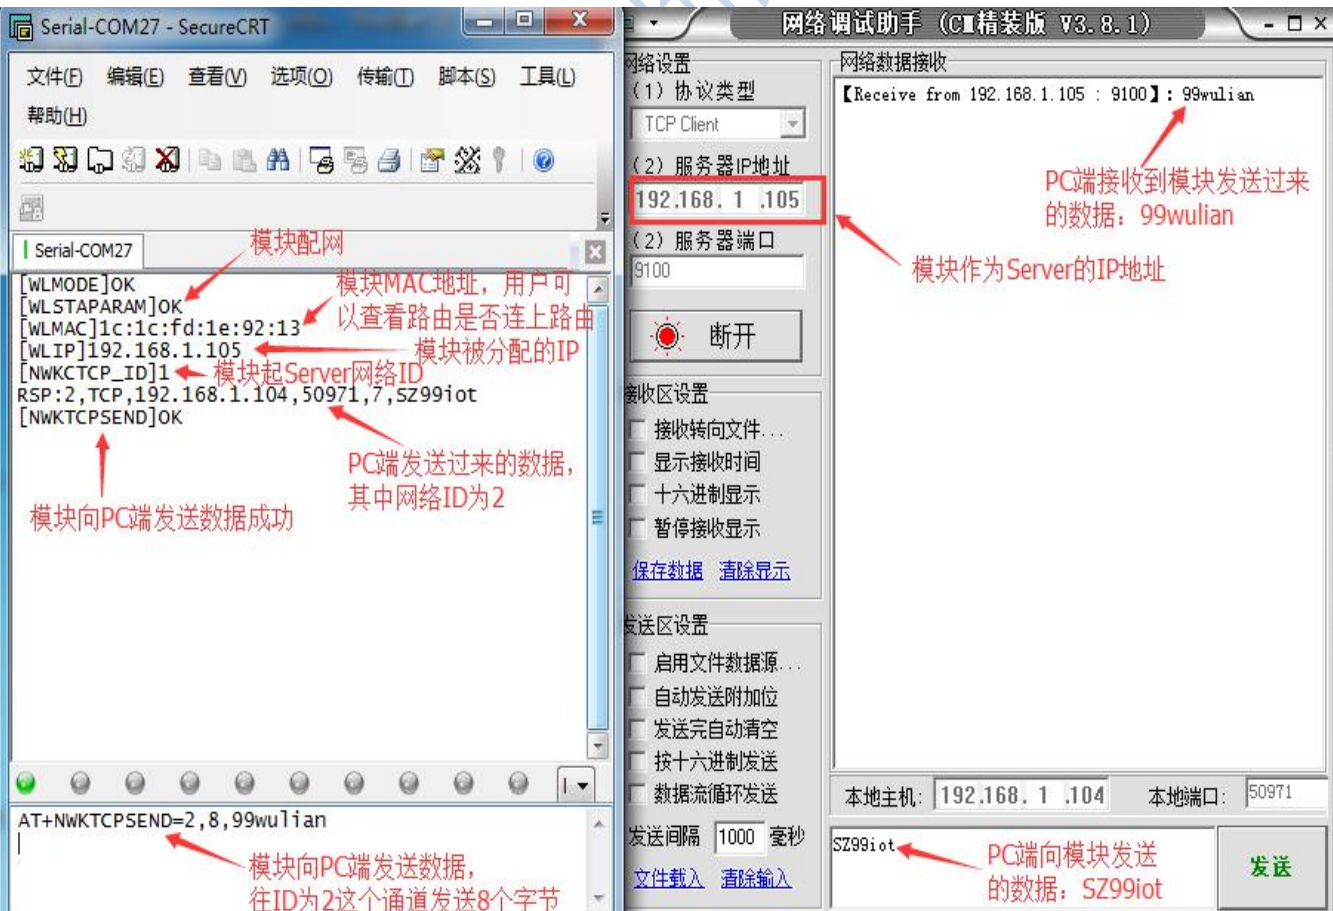 Serial-COM27 - SecureCRT
文件(F) 编辑(E) 查看(V) 选项(O) 传输(T) 脚本(S) 工具(L)
帮助(H)
Serial-COM27
模块配网
[WLMODE]OK
[WLSTAPARAM]OK
[WLMAC]1c:1c:fd:1e:92:13
[WLIP]192.168.1.105
[NWKCTCP_ID]1
RSP:2,TCP,192.168.1.104,50971,7,SZ99iot
[NWKTCPSEND]OK
模块MAC地址，用户可
以查看路由是否连上路由
模块被分配的IP
模块起Server网络ID
PC端发送过来的数据，
其中网络ID为2
模块向PC端发送数据成功
AT+NWKTCPSEND=2,8,99wulian
模块向PC端发送数据，
往ID为2这个通道发送8个字节
网络调试助手 (CM精装版 V3.8.1)
网络设置
(1) 协议类型
TCP Client
(2) 服务器IP地址
192.168. 1 .105
(2) 服务器端口
9100
断开
接收区设置
接收转向文件...
显示接收时间
十六进制显示
暂停接收显示
保存数据 清除显示
发送区设置
启用文件数据源...
自动发送附加位
发送完自动清空
按十六进制发送
数据流循环发送
发送间隔 1000 毫秒
文件载入 清除输入
网络数据接收
【Receive from 192.168.1.105 : 9100】: 99wulian
PC端接收到模块发送过来
的数据：99wulian
模块作为Server的IP地址
本地主机: 192.168. 1 .104 本地端口: 50971
SZ99iot
PC端向模块发送
的数据：SZ99iot
发送